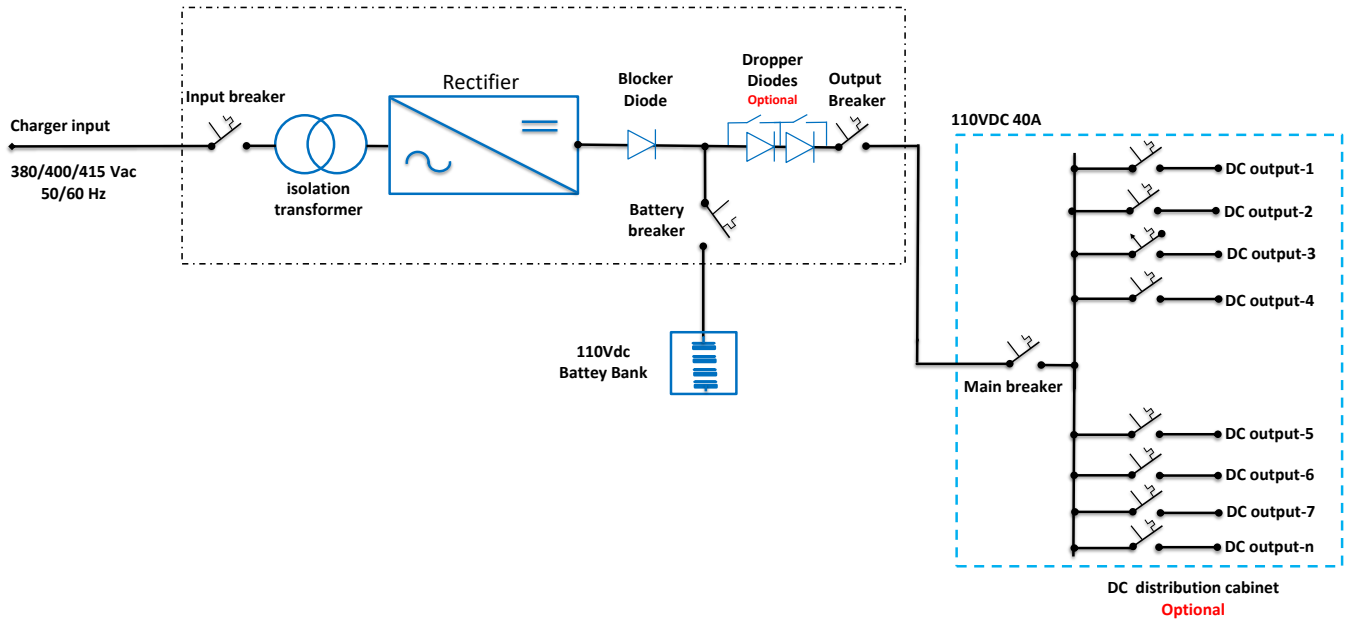 Charger input
380/400/415 Vac
50/60 Hz
Input breaker
isolation
transformer
Rectifier
Blocker
Diode
Dropper
Diodes
Optional
Output
Breaker
Battery
breaker
110Vdc
Battey Bank
110VDC 40A
Main breaker
DC output-1
DC output-2
DC output-3
DC output-4
DC output-5
DC output-6
DC output-7
DC output-n
DC distribution cabinet
Optional